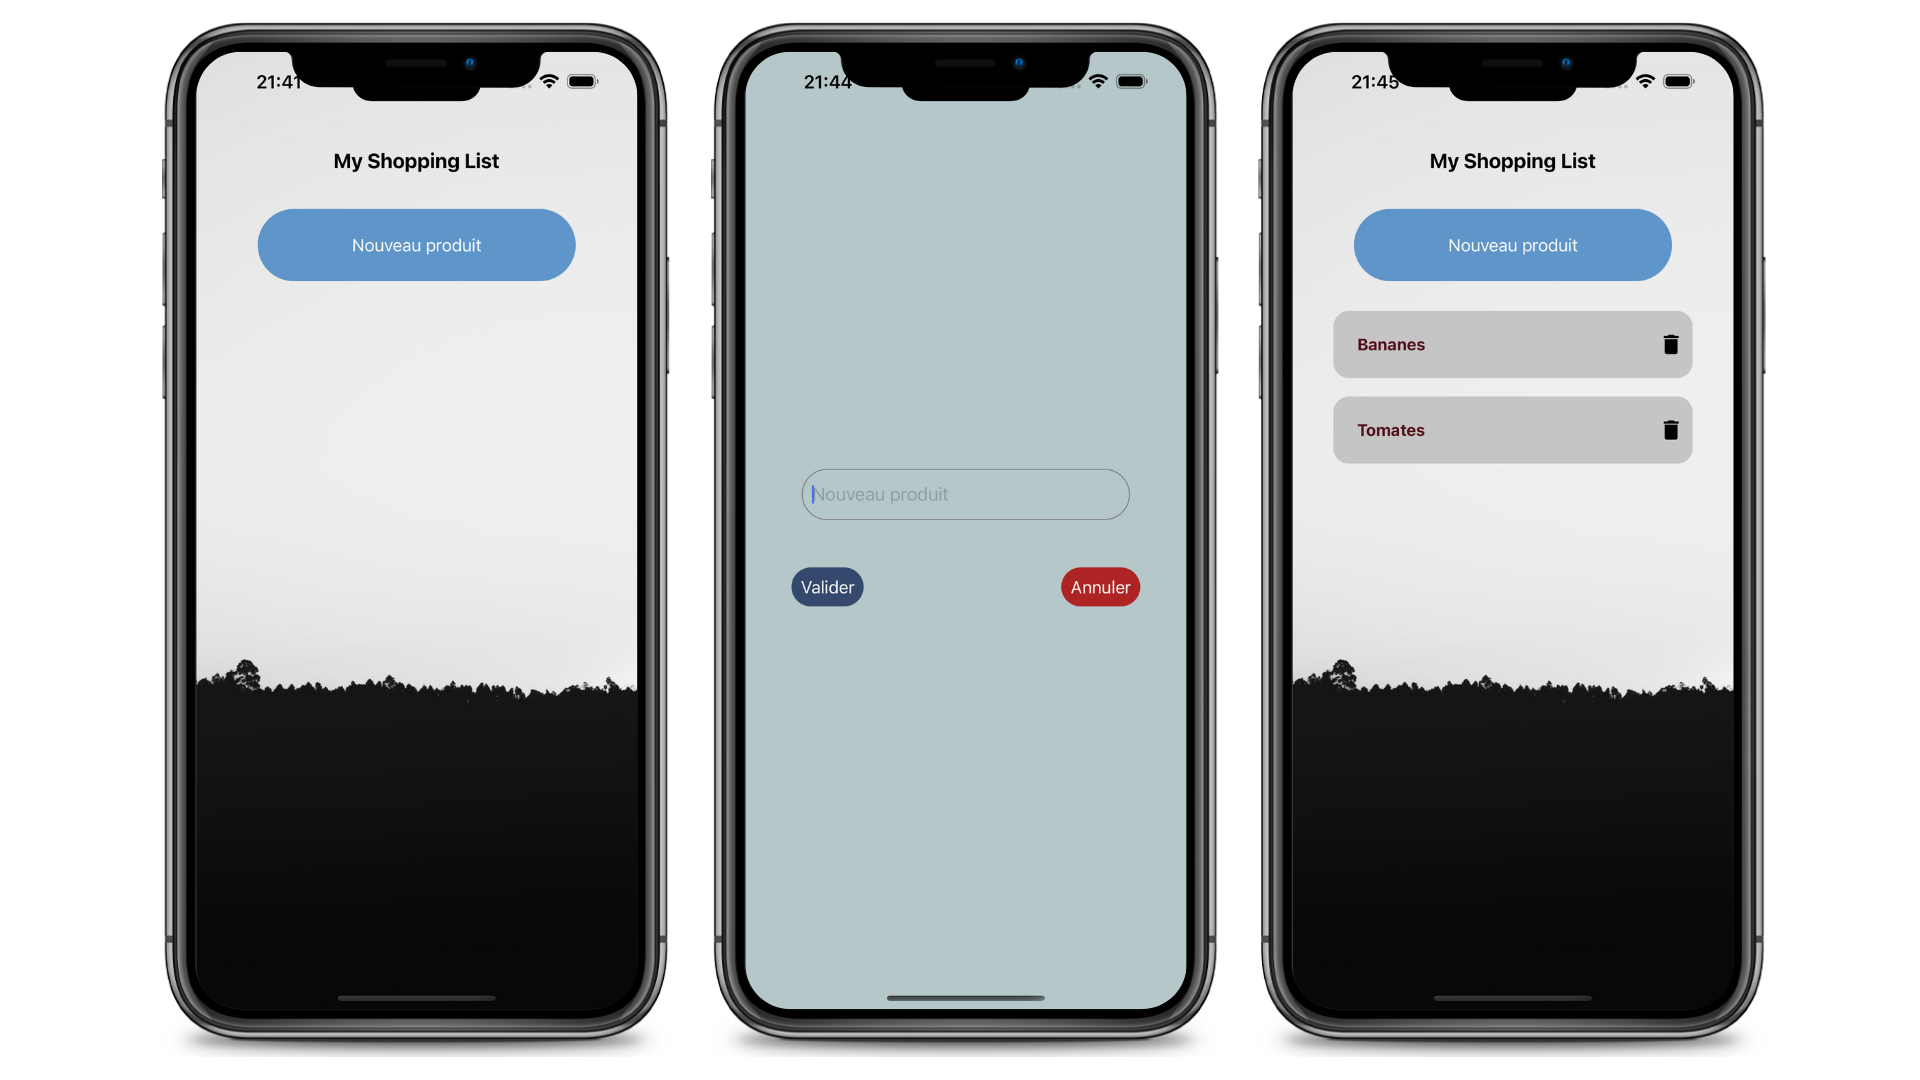 21:41
My Shopping List
Nouveau produit
21:44
Nouveau produit
Valider
Annuler
21:45
My Shopping List
Nouveau produit
Bananes
Tomates